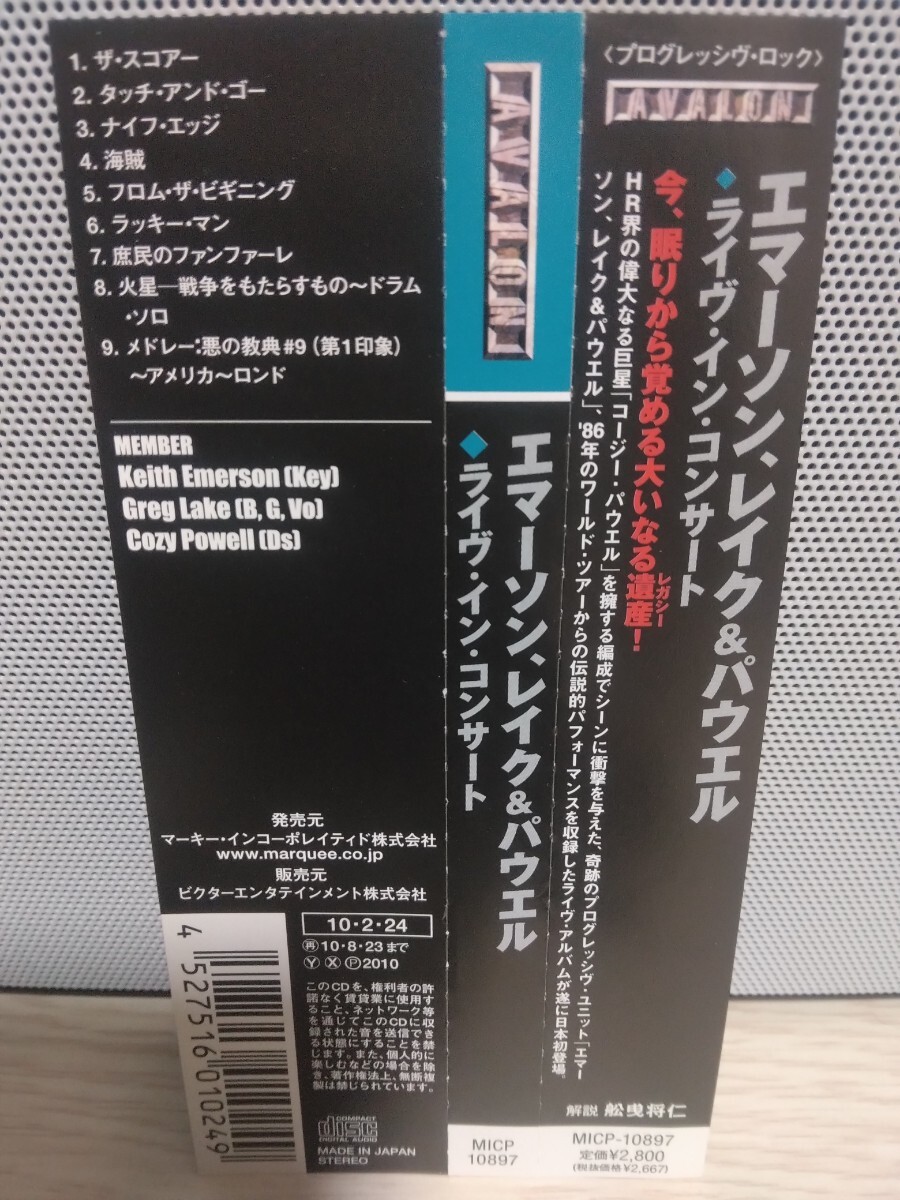 1. ザ・スコアー
2. タッチ・アンド・ゴー
3. ナイフ・エッジ
4. 海賊
5. フロム・ザ・ビギニング
6. ラッキー・マン
7. 庶民のファンファーレ
8. 火星―戦争をもたらすもの〜ドラム
・ソロ
9. メドレー:悪の教典#9(第1印象)
〜アメリカ〜ロンド
MEMBER
Keith Emerson (Key)
Greg Lake (B, G, Vo)
Cozy Powell (Ds)
発売元
マーキー・インコーポレイティド株式会社
www.marquee.co.jp
販売元
ビクターエンタテインメント株式会社
4 527516 010249
10・2・24
再10・8・23まで
Ⓨ Ⓧ Ⓟ2010
このCDを、権利者の許
諾なく賃貸業に使用す
ること、ネットワーク等
を通じてこのCDに収
録された音を送信でき
る状態にすることを禁
じます。また、個人的に
楽しむなどの場合を除
き、著作権法上、無断複
製は禁じられています。
COMPACT
disc
DIGITAL AUDIO
MADE IN JAPAN
STEREO
AVALON
エマーソン、レイク&パウエル
◆ライヴ・イン・コンサート
MICP
10897
〈プログレッシヴ・ロック〉
AVALON
エマーソン、レイク&パウエル
◆ライヴ・イン・コンサート
今、眠りから覚める大いなる遺産!
レガシー
HR界の偉大なる巨星「コージー・パウエル」を擁する編成でシーンに衝撃を与えた、奇跡のプログレッシヴ・ユニット「エマー
ソン、レイク&パウエル」、'86年のワールド・ツアーからの伝説的パフォーマンスを収録したライヴ・アルバムが遂に日本初登場。
解説 舩曳将仁
MICP-10897
定価¥2,800
(税抜価格¥2,667)